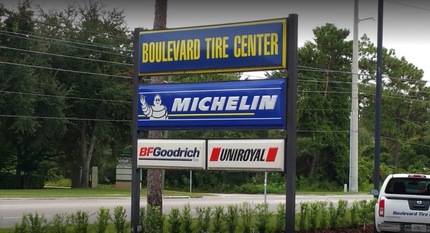 BOULEVARD TIRE CENTER
MICHELIN
BFGoodrich
UNIROYAL
Boulevard Tire